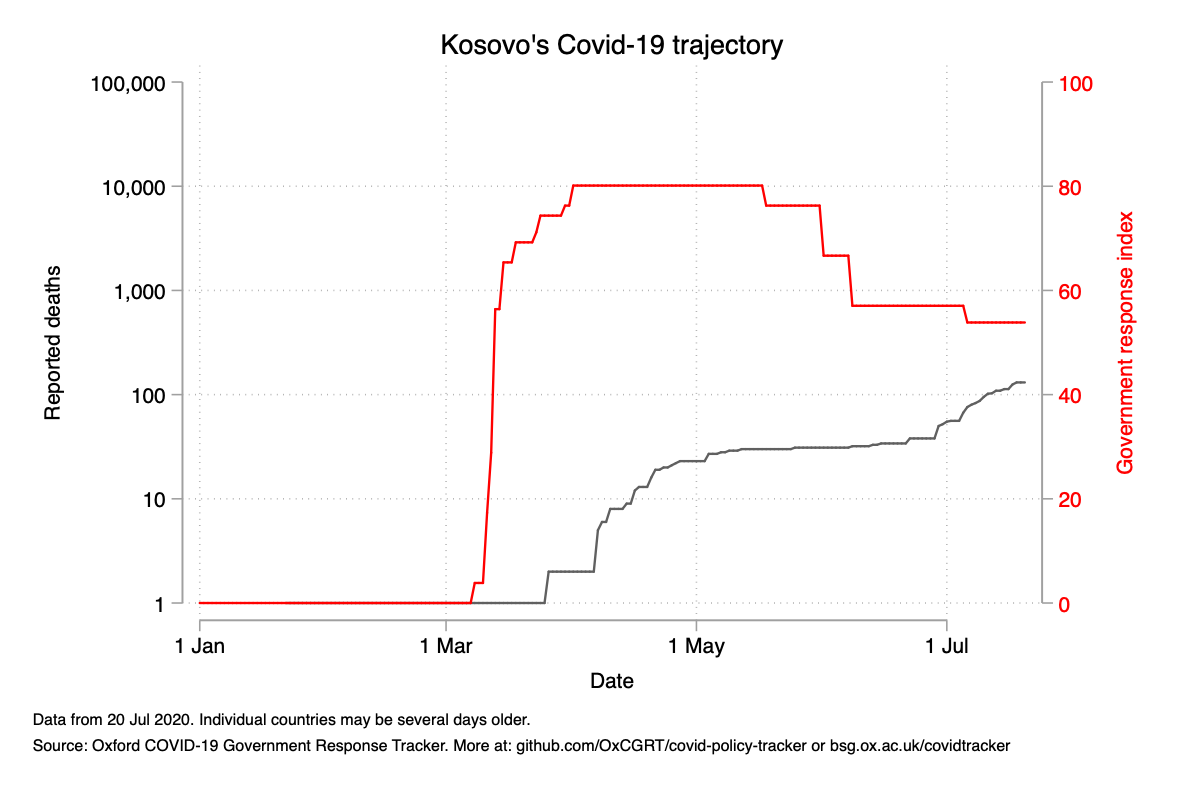 Kosovo's Covid-19 trajectory
100,000
10,000
1,000
100
10
1
Reported deaths
100
80
60
40
20
0
Government response index
1 Jan
1 Mar
1 May
1 Jul
Date
Data from 20 Jul 2020. Individual countries may be several days older.
Source: Oxford COVID-19 Government Response Tracker. More at: github.com/OxCGRT/covid-policy-tracker or bsg.ox.ac.uk/covidtracker